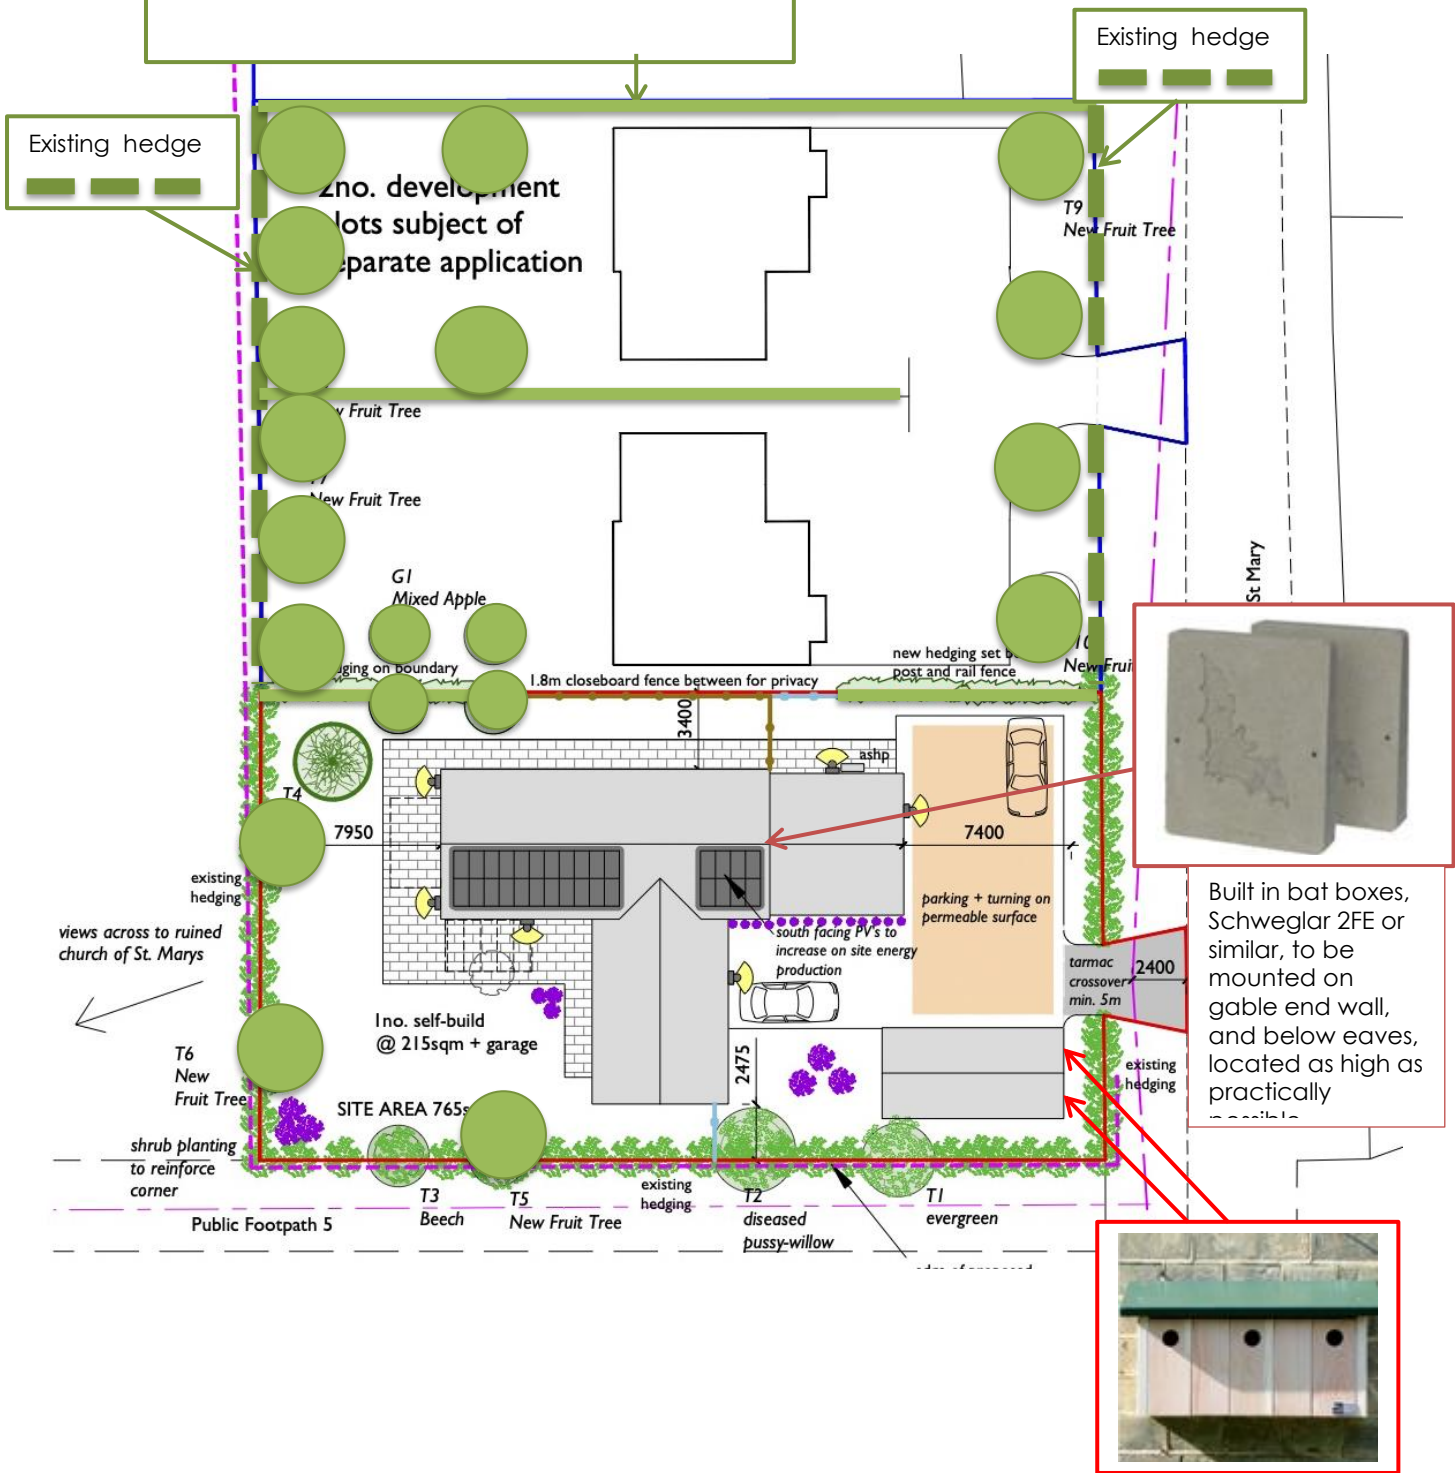 Existing hedge
Existing hedge
2no. development
lots subject of
eparate application
T9
New Fruit Tree
Fruit Tree
New Fruit Tree
G1
Mixed Apple
St Mary
on boundary
1.8m closeboard fence between for privacy
new hedging set
post and rail fence
New Frui
3400
ashp
T4
7950
7400
existing
hedging
parking + turning on
permeable surface
views across to ruined
church of St. Marys
south facing PV's to
increase on site energy
production
tarmac
crossover
min. 5m
2400
Built in bat boxes,
Schweglar 2FE or
similar, to be
mounted on
gable end wall,
and below eaves,
located as high as
practically
possible
1no. self-build
@ 215sqm + garage
2475
T6
New
Fruit Tree
existing
hedging
SITE AREA 765s
shrub planting
to reinforce
corner
T3
Beech
T5
New Fruit Tree
existing
hedging
T2
diseased
pussy-willow
T1
evergreen
Public Footpath 5